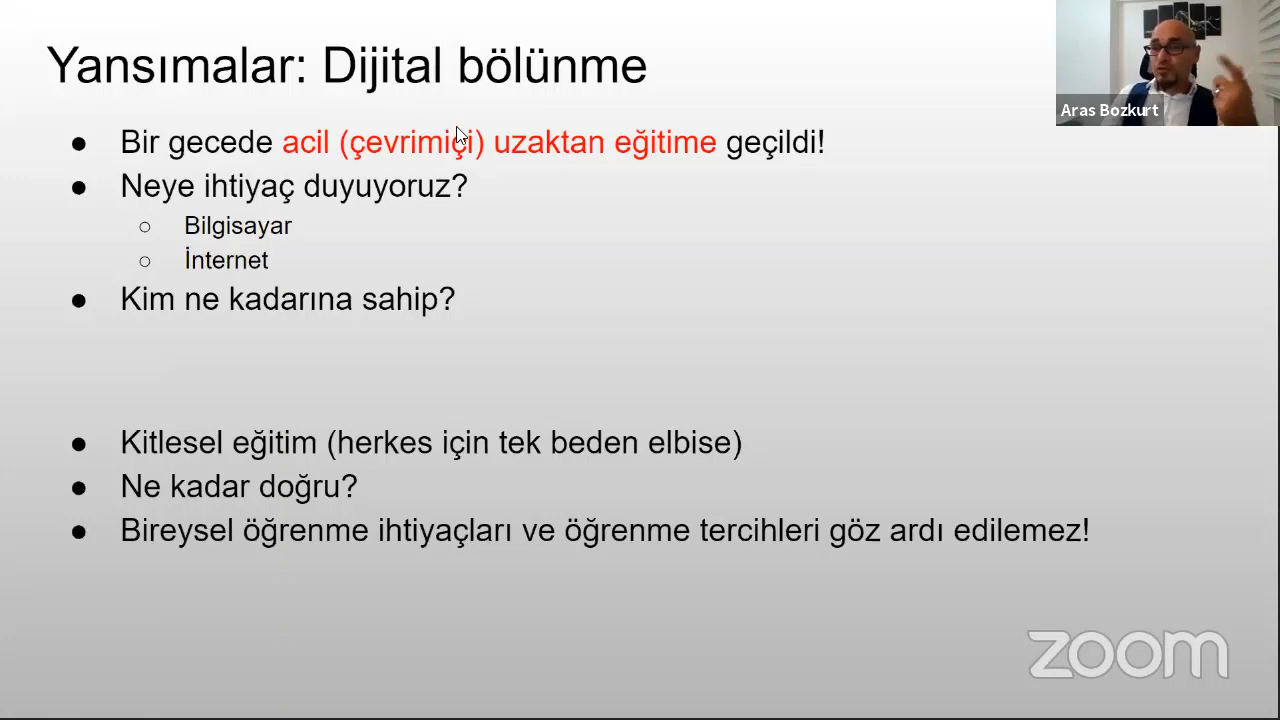 Yansımalar: Dijital bölünme
Aras Bozkurt
● Bir gecede acil (çevrimiçi) uzaktan eğitime geçildi!
● Neye ihtiyaç duyuyoruz?
○ Bilgisayar
○ İnternet
● Kim ne kadarına sahip?
● Kitlesel eğitim (herkes için tek beden elbise)
● Ne kadar doğru?
● Bireysel öğrenme ihtiyaçları ve öğrenme tercihleri göz ardı edilemez!
zoom